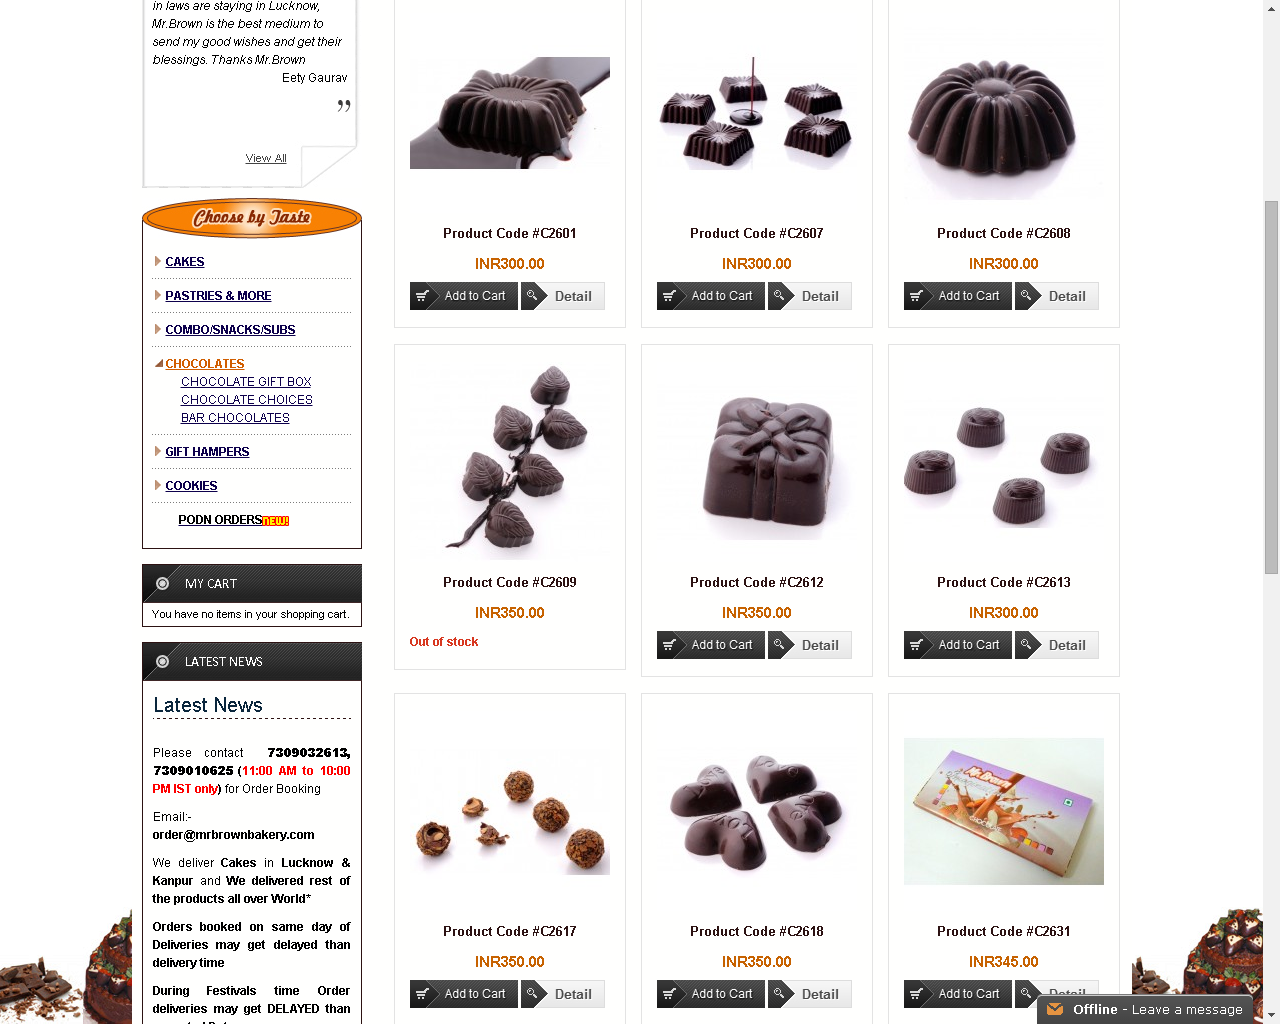 in laws are staying in Lucknow,
Mr.Brown is the best medium to
send my good wishes and get their
blessings. Thanks Mr.Brown
Eety Gaurav
”
View All
Choose by Taste
CAKES
PASTRIES & MORE
COMBO/SNACKS/SUBS
CHOCOLATES
CHOCOLATE GIFT BOX
CHOCOLATE CHOICES
BAR CHOCOLATES
GIFT HAMPERS
COOKIES
PODN ORDERS NEW!
MY CART
You have no items in your shopping cart.
LATEST NEWS
Latest News
Please contact 7309032613,
7309010625 (11:00 AM to 10:00
PM IST only) for Order Booking
Email:-
order@mrbrownbakery.com
We deliver Cakes in Lucknow &
Kanpur and We delivered rest of
the products all over World*
Orders booked on same day of
Deliveries may get delayed than
delivery time
During Festivals time Order
deliveries may get DELAYED than
Product Code #C2601
INR300.00
Add to Cart Detail
Product Code #C2607
INR300.00
Add to Cart Detail
Product Code #C2608
INR300.00
Add to Cart Detail
Product Code #C2609
INR350.00
Out of stock
Product Code #C2612
INR350.00
Add to Cart Detail
Product Code #C2613
INR300.00
Add to Cart Detail
Product Code #C2617
INR350.00
Add to Cart Detail
Product Code #C2618
INR350.00
Add to Cart Detail
Mr. Brown
CHOCOLATE
Product Code #C2631
INR345.00
Add to Cart Detail
Offline - Leave a message